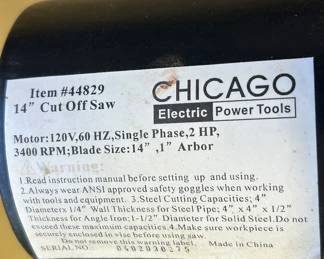 Item #44829
14" Cut Off Saw
CHICAGO
Electric Power Tools
Motor:120V,60 HZ,Single Phase,2 HP,
3400 RPM;Blade Size:14" ,1" Arbor
Warning:
1.Read instruction manual before setting up and using.
2.Always wear ANSI approved safety goggles when working
with tools and equipment. 3.Steel Cutting Capacities; 4"
Diameterx 1/4" Wall Thickness for Steel Pipe; 4" x 4" x 1/2"
Thickness for Angle Iron; 1-1/2" Diameter for Solid Steel.Do not
exceed these maximum capacities.4.Make sure workpiece is
securely enclosed in vise before using saw.
Do not remove this warning label. Made in China
SERIAL NO.